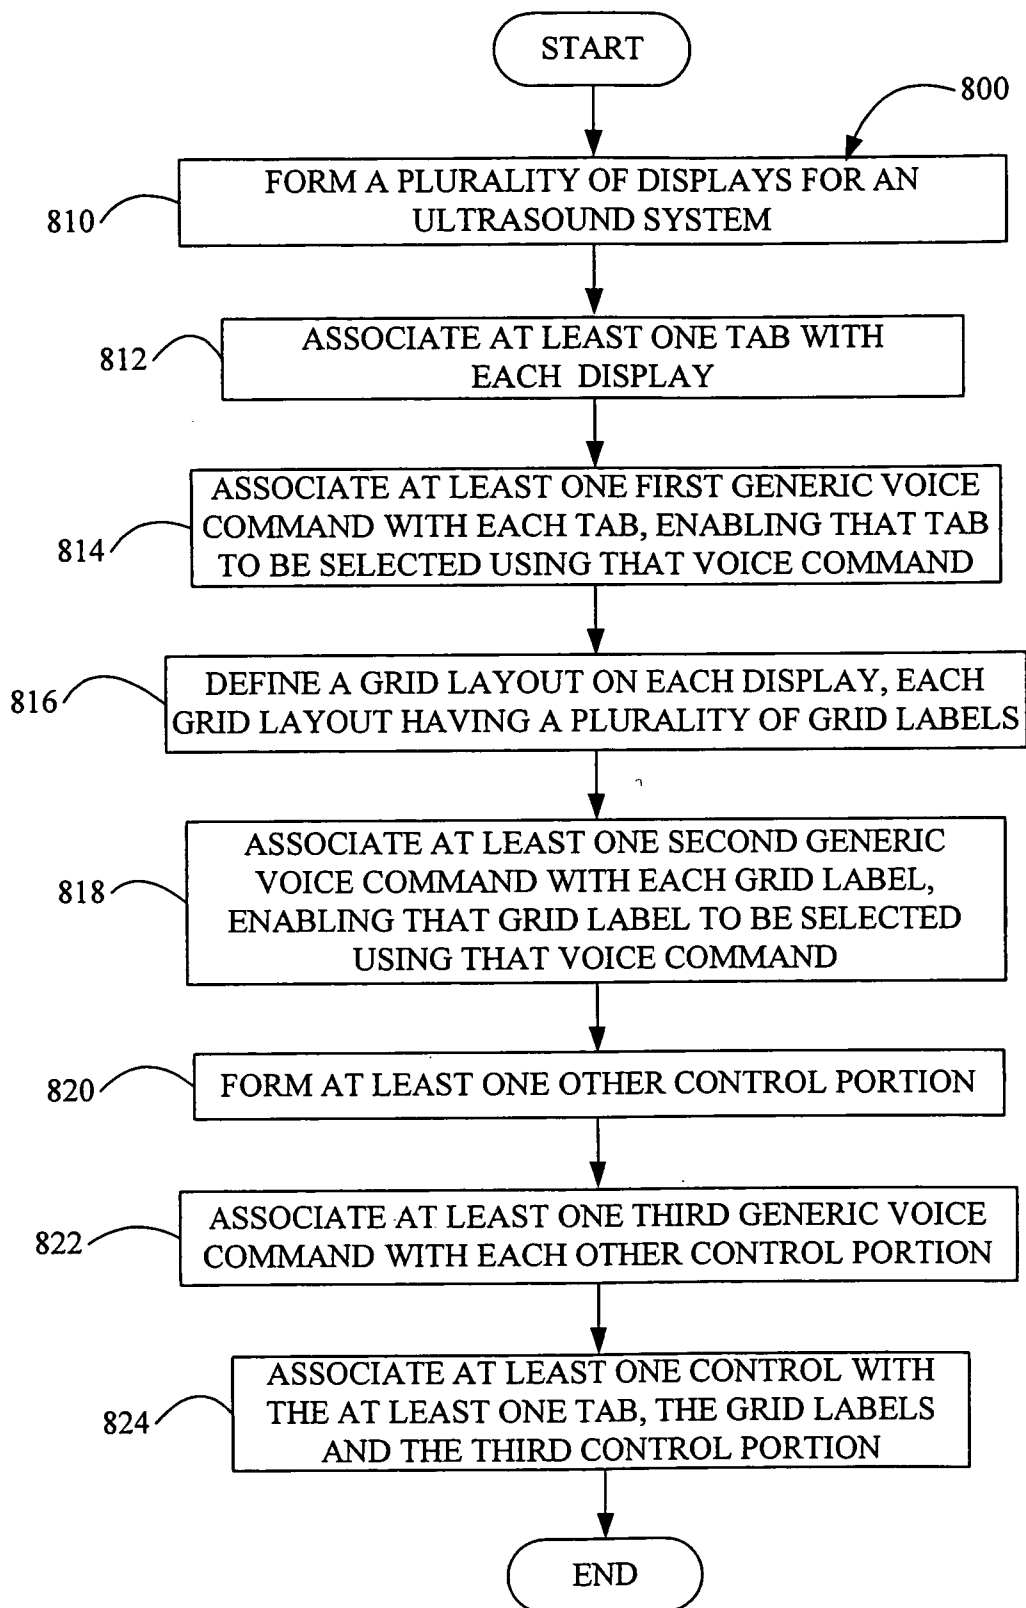 START
800
810
FORM A PLURALITY OF DISPLAYS FOR AN
ULTRASOUND SYSTEM
812
ASSOCIATE AT LEAST ONE TAB WITH
EACH DISPLAY
814
ASSOCIATE AT LEAST ONE FIRST GENERIC VOICE
COMMAND WITH EACH TAB, ENABLING THAT TAB
TO BE SELECTED USING THAT VOICE COMMAND
816
DEFINE A GRID LAYOUT ON EACH DISPLAY, EACH
GRID LAYOUT HAVING A PLURALITY OF GRID LABELS
818
ASSOCIATE AT LEAST ONE SECOND GENERIC
VOICE COMMAND WITH EACH GRID LABEL,
ENABLING THAT GRID LABEL TO BE SELECTED
USING THAT VOICE COMMAND
820
FORM AT LEAST ONE OTHER CONTROL PORTION
822
ASSOCIATE AT LEAST ONE THIRD GENERIC VOICE
COMMAND WITH EACH OTHER CONTROL PORTION
824
ASSOCIATE AT LEAST ONE CONTROL WITH
THE AT LEAST ONE TAB, THE GRID LABELS
AND THE THIRD CONTROL PORTION
END